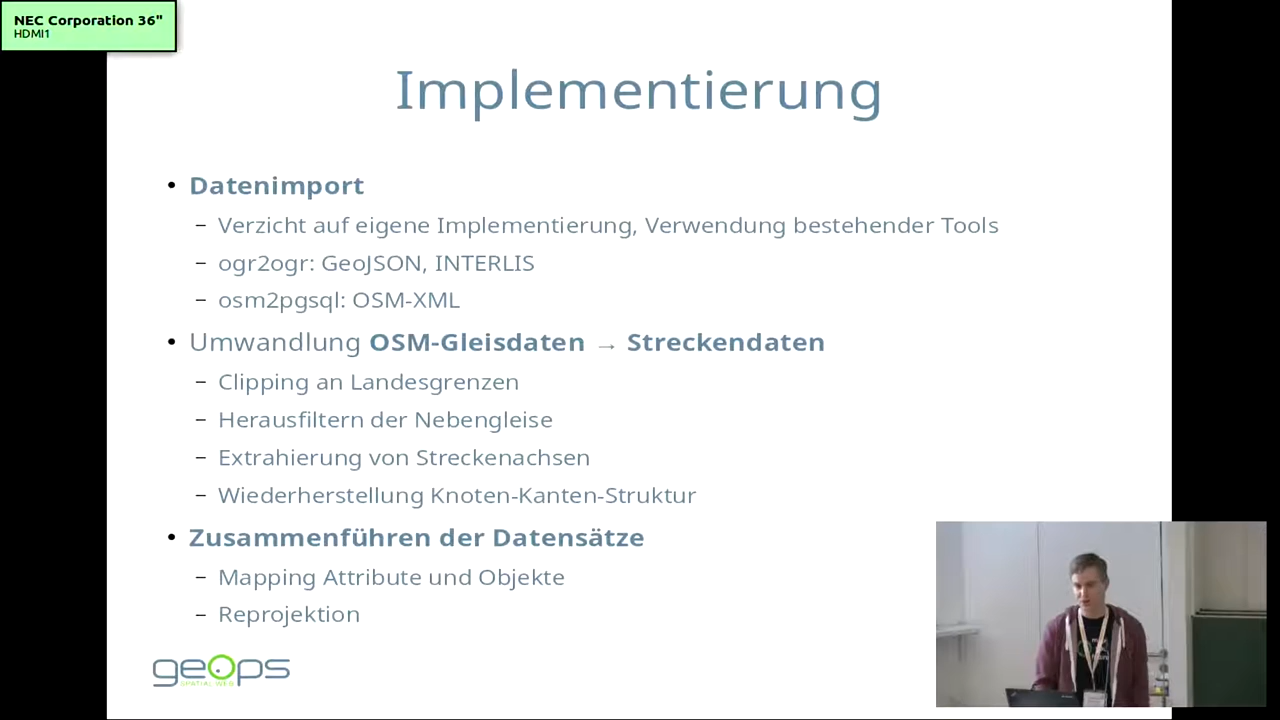 NEC Corporation 36"
HDMI1
Implementierung
• Datenimport
– Verzicht auf eigene Implementierung, Verwendung bestehender Tools
– ogr2ogr: GeoJSON, INTERLIS
– osm2pgsql: OSM-XML
• Umwandlung OSM-Gleisdaten → Streckendaten
– Clipping an Landesgrenzen
– Herausfiltern der Nebengleise
– Extrahierung von Streckenachsen
– Wiederherstellung Knoten-Kanten-Struktur
• Zusammenführen der Datensätze
– Mapping Attribute und Objekte
– Reprojektion
geops
SPATIAL WEB